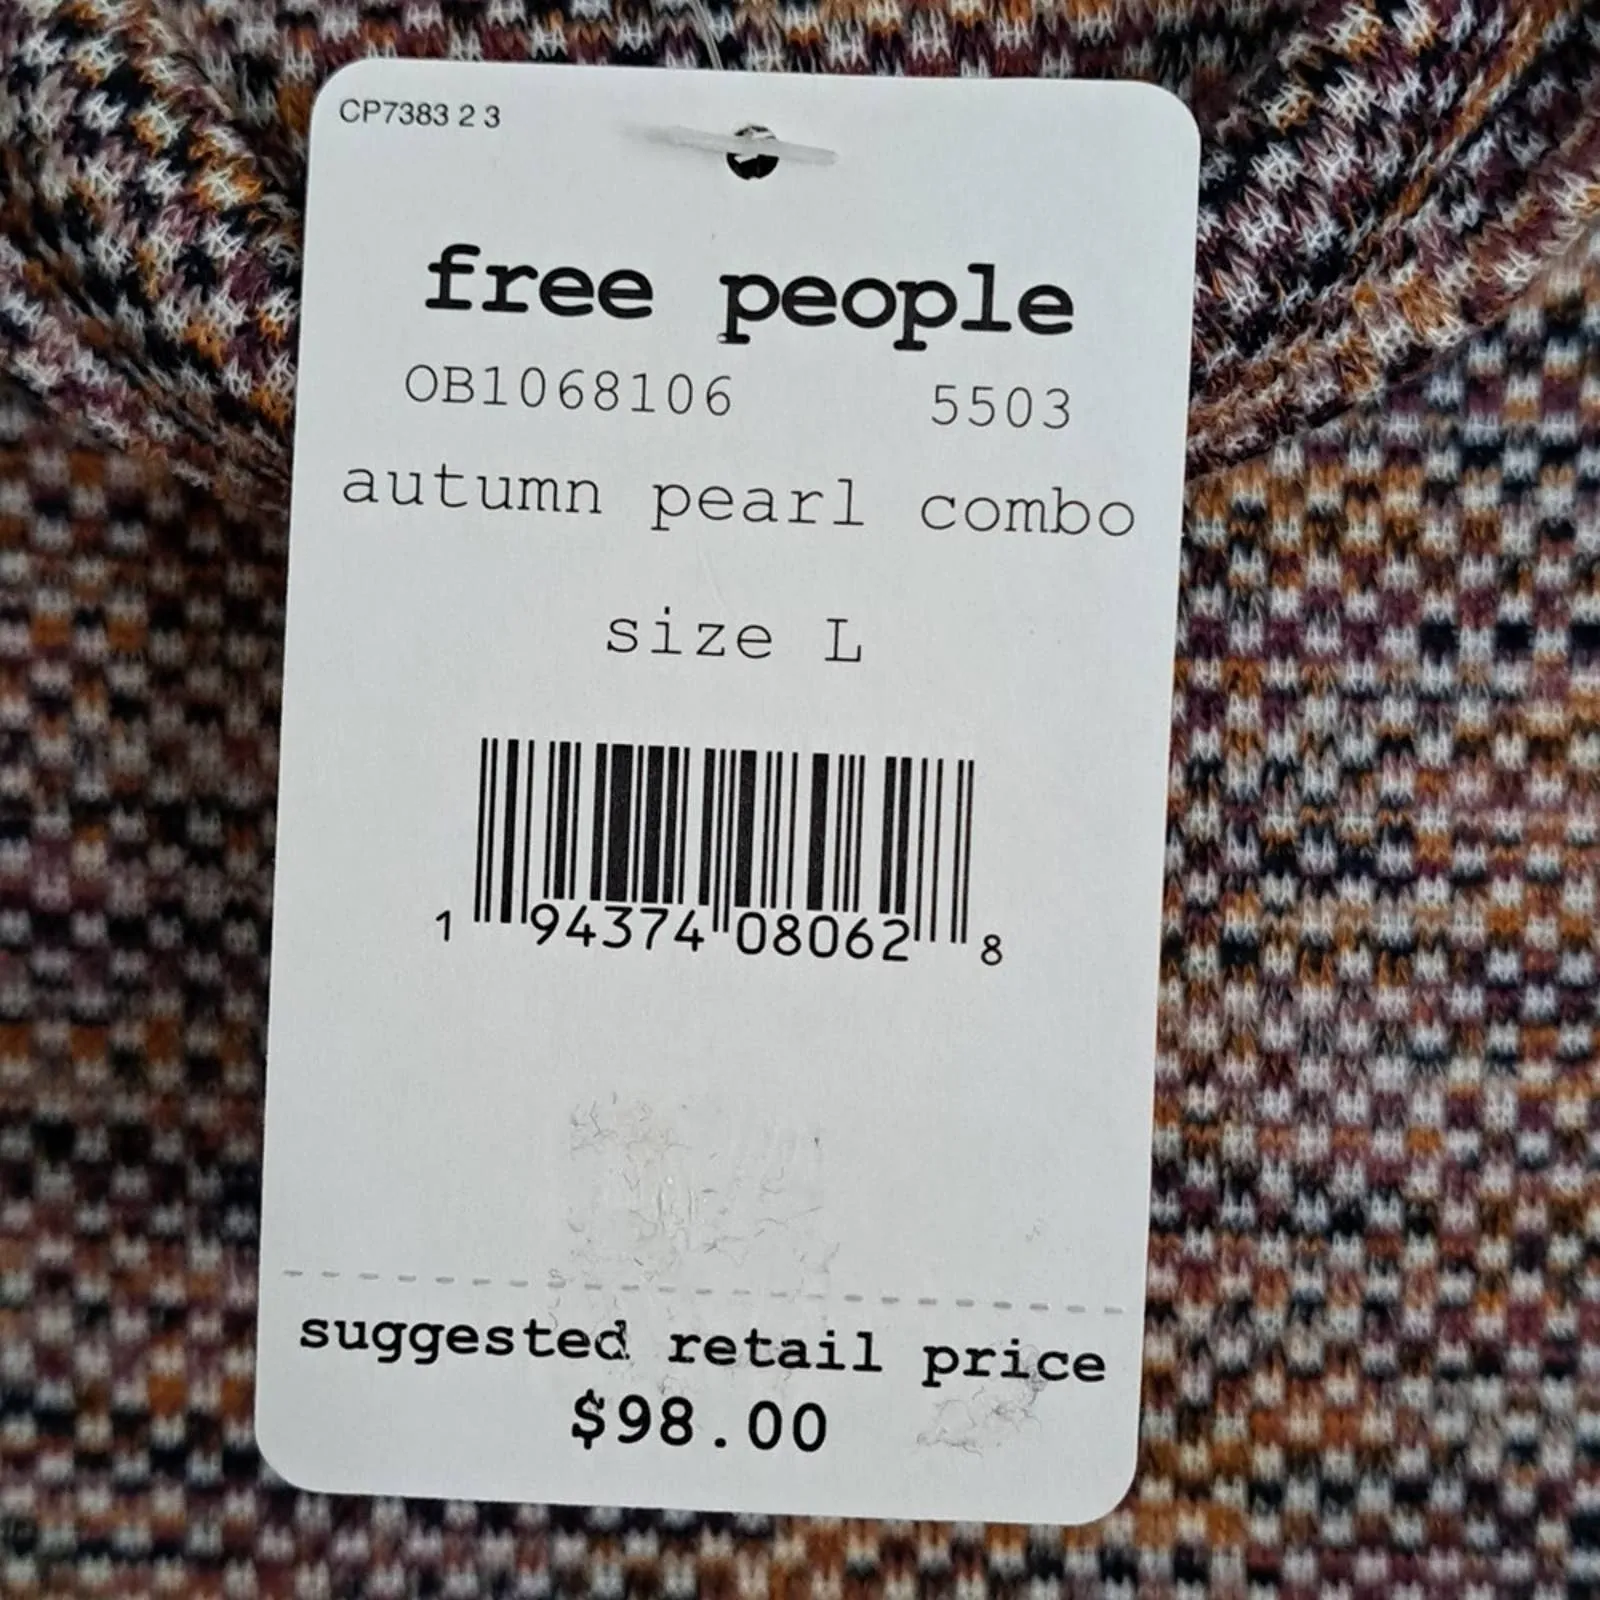 CP7383 2 3
free people
OB1068106 5503
autumn pearl combo
size L
1 94374 08062 8
suggested retail price
$98.00